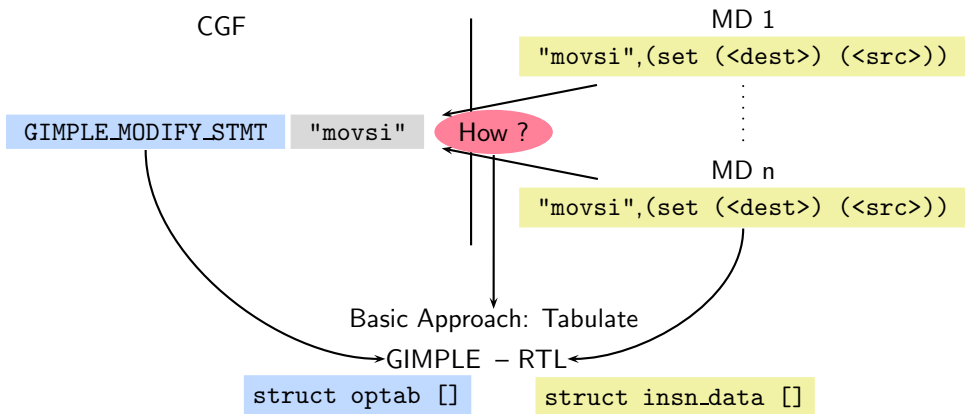 CGF
MD 1
"movsi",(set (<dest>) (<src>))
GIMPLE_MODIFY_STMT
"movsi"
How ?
MD n
"movsi",(set (<dest>) (<src>))
Basic Approach: Tabulate
GIMPLE – RTL
struct optab []
struct insn_data []